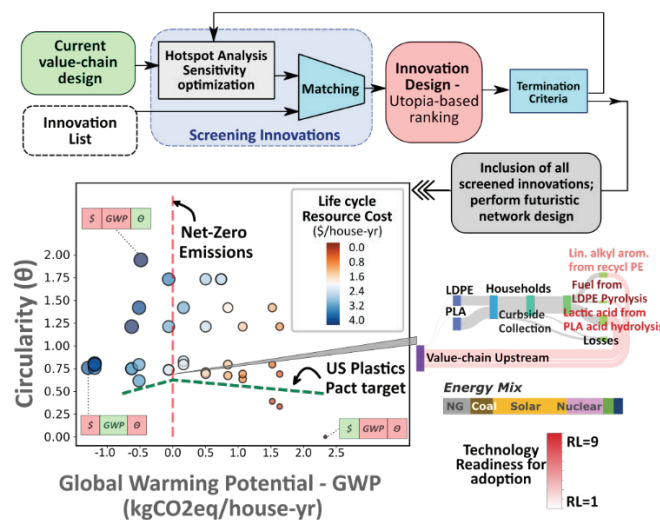 Current
value-chain
design
Innovation
List
Hotspot Analysis
Sensitivity
optimization
Matching
Screening Innovations
Innovation
Design -
Utopia-based
ranking
Termination
Criteria
Inclusion of all
screened innovations;
perform futuristic
network design
Net-Zero
Emissions
Life cycle
Resource Cost
($/house-yr)
0.0
0.8
1.6
2.4
3.2
4.0
$ GWP Θ
$ GWP Θ
$ GWP Θ
US Plastics
Pact target
Circularity (θ)
2.00
1.75
1.50
1.25
1.00
0.75
0.50
0.25
0.00
-1.0 -0.5 0.0 0.5 1.0 1.5 2.0 2.5
Global Warming Potential - GWP
(kgCO2eq/house-yr)
Lin. alkyl arom.
from recycl PE
Fuel from
LDPE Pyrolysis
Lactic acid from
PLA acid hydrolysis
Losses
LDPE
PLA
Households
Curbside
Collection
Value-chain Upstream
Energy Mix
NG Coal Solar Nuclear
Technology
Readiness for
adoption
RL=9
RL=1